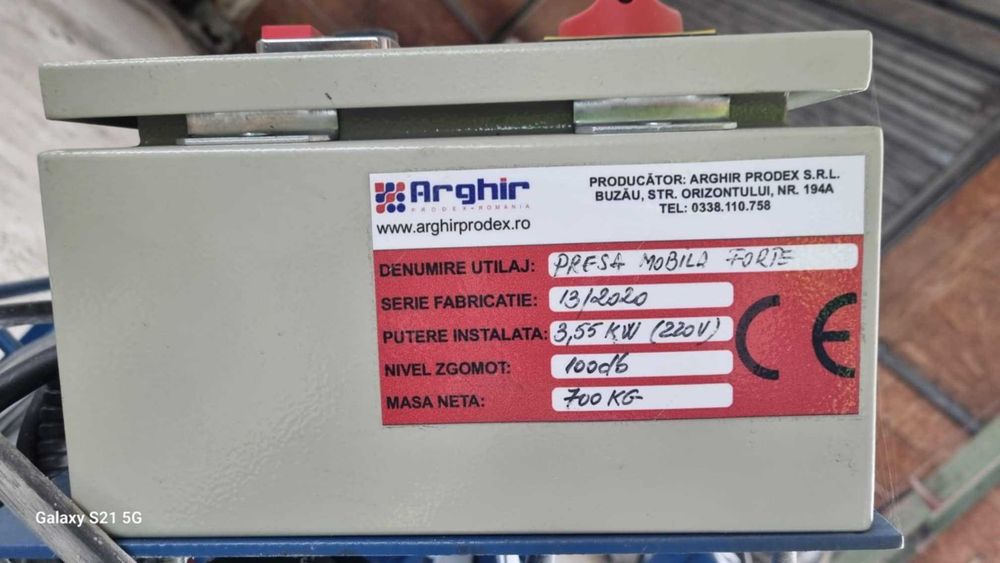 Arghir
PRODEX-ROMANIA
www.arghirprodex.ro
PRODUCĂTOR: ARGHIR PRODEX S.R.L.
BUZĂU, STR. ORIZONTULUI, NR. 194A
TEL: 0338.110.758
DENUMIRE UTILAJ: PRESA MOBILA FORTE
SERIE FABRICATIE: 13/2020
PUTERE INSTALATA: 3,55 KW (220V)
NIVEL ZGOMOT: 100db
MASA NETA: 700 KG
CE
Galaxy S21 5G